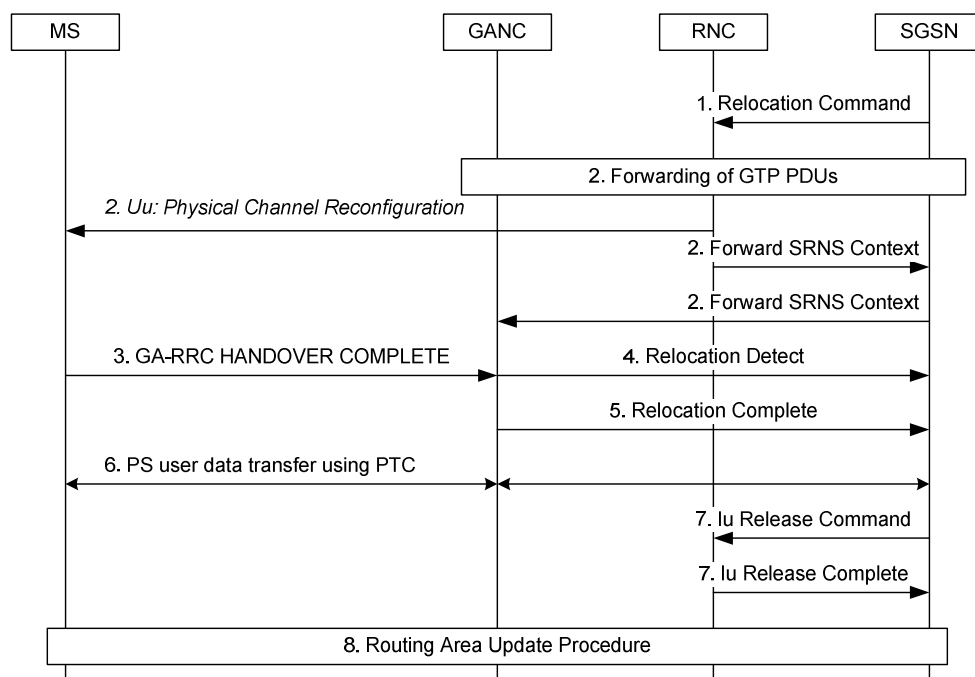 MS
GANC
RNC
SGSN
1. Relocation Command
2. Forwarding of GTP PDUs
2. Uu: Physical Channel Reconfiguration
2. Forward SRNS Context
2. Forward SRNS Context
3. GA-RRC HANDOVER COMPLETE
4. Relocation Detect
5. Relocation Complete
6. PS user data transfer using PTC
7. Iu Release Command
7. Iu Release Complete
8. Routing Area Update Procedure